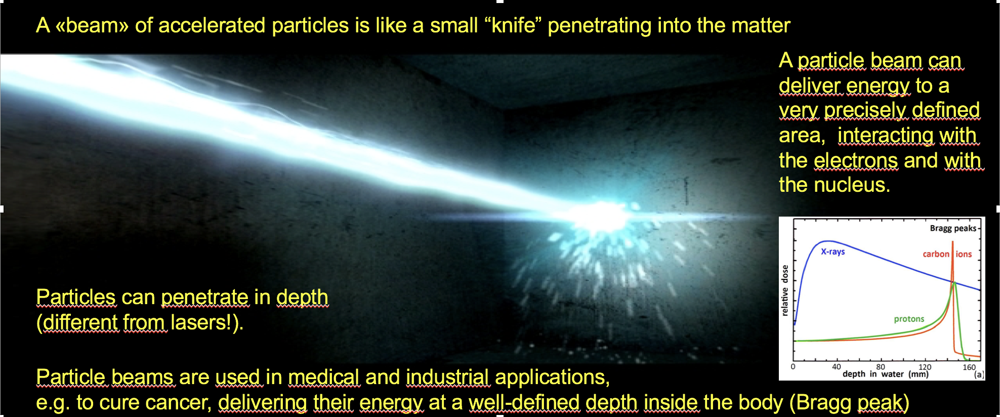 A «beam» of accelerated particles is like a small “knife” penetrating into the matter
A particle beam can
deliver energy to a
very precisely defined
area,  interacting with
the electrons and with
the nucleus.
Bragg peaks
X-rays
carbon ions
relative dose
protons
0 40 80 120 160
depth in water (mm)
(a)
Particles can penetrate in depth
(different from lasers!).
Particle beams are used in medical and industrial applications,
e.g. to cure cancer, delivering their energy at a well-defined depth inside the body (Bragg peak)